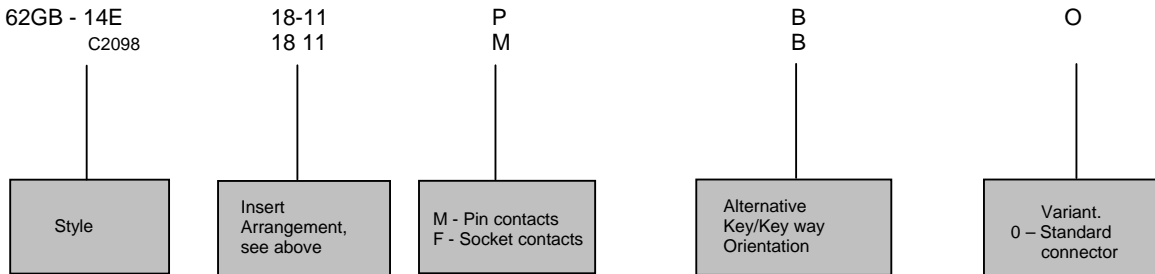 62GB - 14E 18-11 P B O
C2098 18 11 M B
Style
Insert
Arrangement,
see above
M - Pin contacts
F - Socket contacts
Alternative
Key/Key way
Orientation
Variant.
0 – Standard
connector